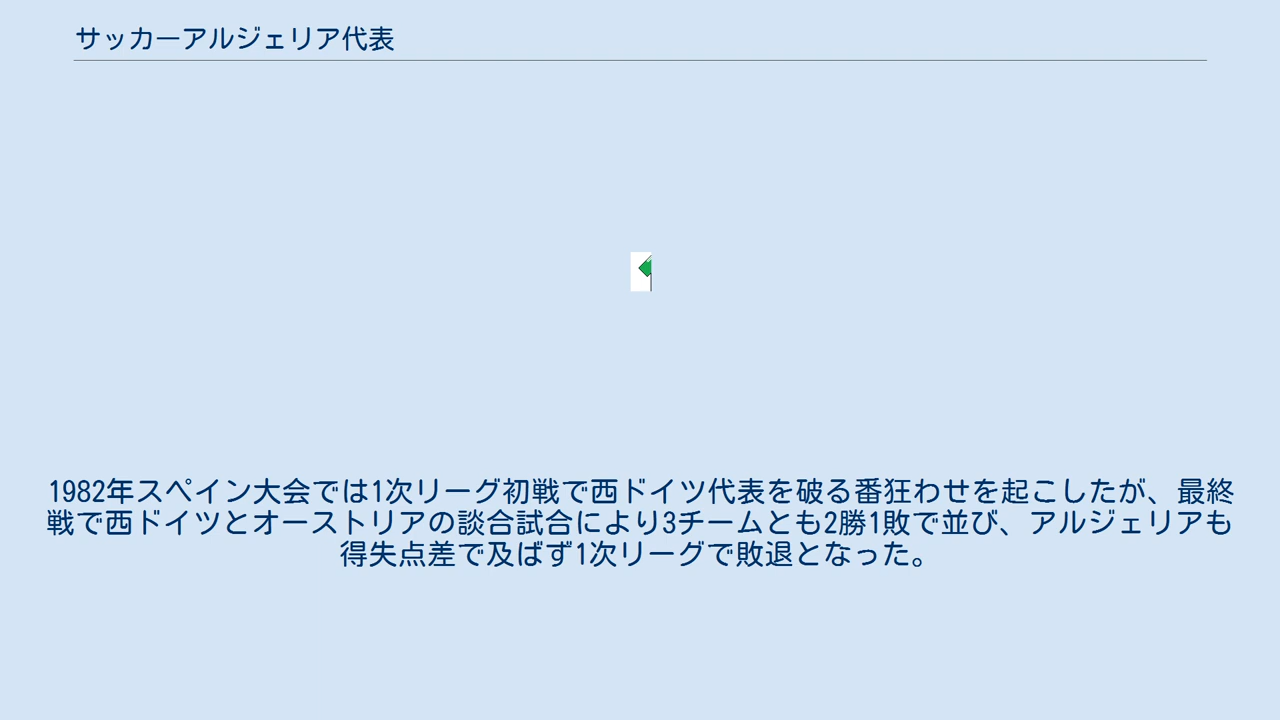 サッカーアルジェリア代表
1982年スペイン大会では1次リーグ初戦で西ドイツ代表を破る番狂わせを起こしたが、最終
戦で西ドイツとオーストリアの談合試合により3チームとも2勝1敗で並び、アルジェリアも
得失点差で及ばず1次リーグで敗退となった。